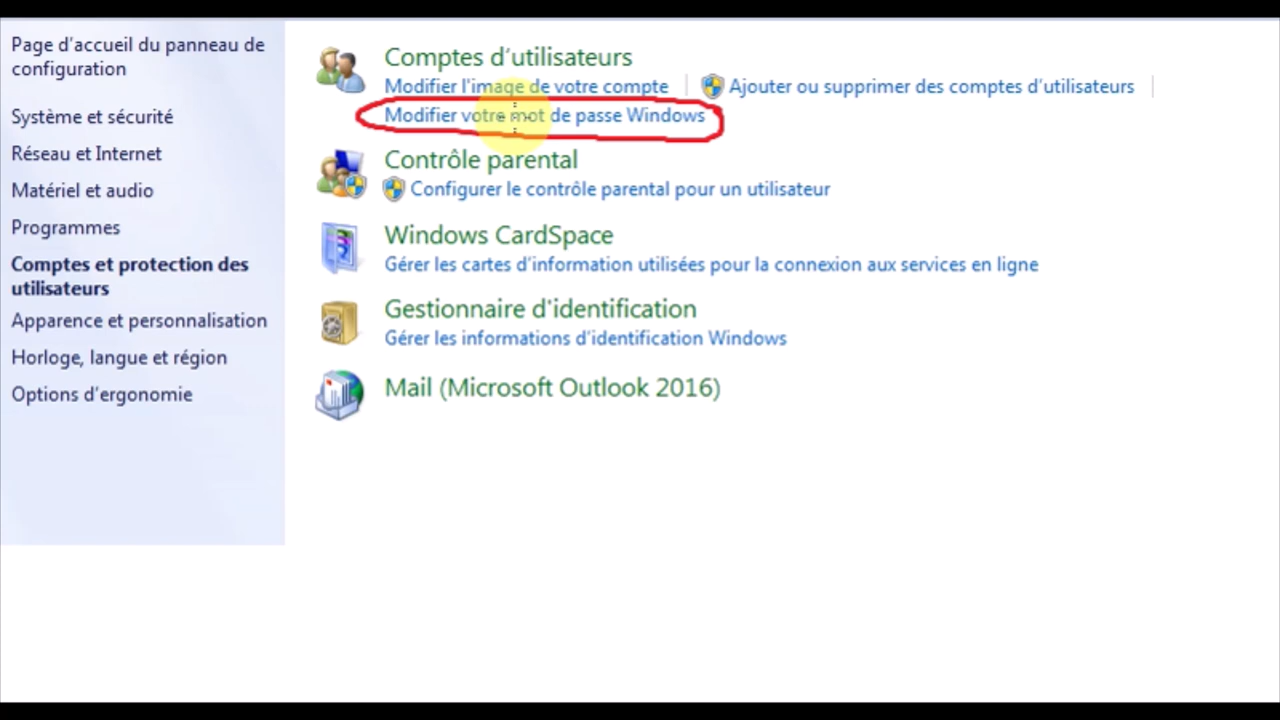 Page d'accueil du panneau de
configuration
Système et sécurité
Réseau et Internet
Matériel et audio
Programmes
Comptes et protection des
utilisateurs
Apparence et personnalisation
Horloge, langue et région
Options d'ergonomie
Comptes d'utilisateurs
Modifier l'image de votre compte Ajouter ou supprimer des comptes d'utilisateurs
Modifier votre mot de passe Windows
Contrôle parental
Configurer le contrôle parental pour un utilisateur
Windows CardSpace
Gérer les cartes d'information utilisées pour la connexion aux services en ligne
Gestionnaire d'identification
Gérer les informations d'identification Windows
Mail (Microsoft Outlook 2016)